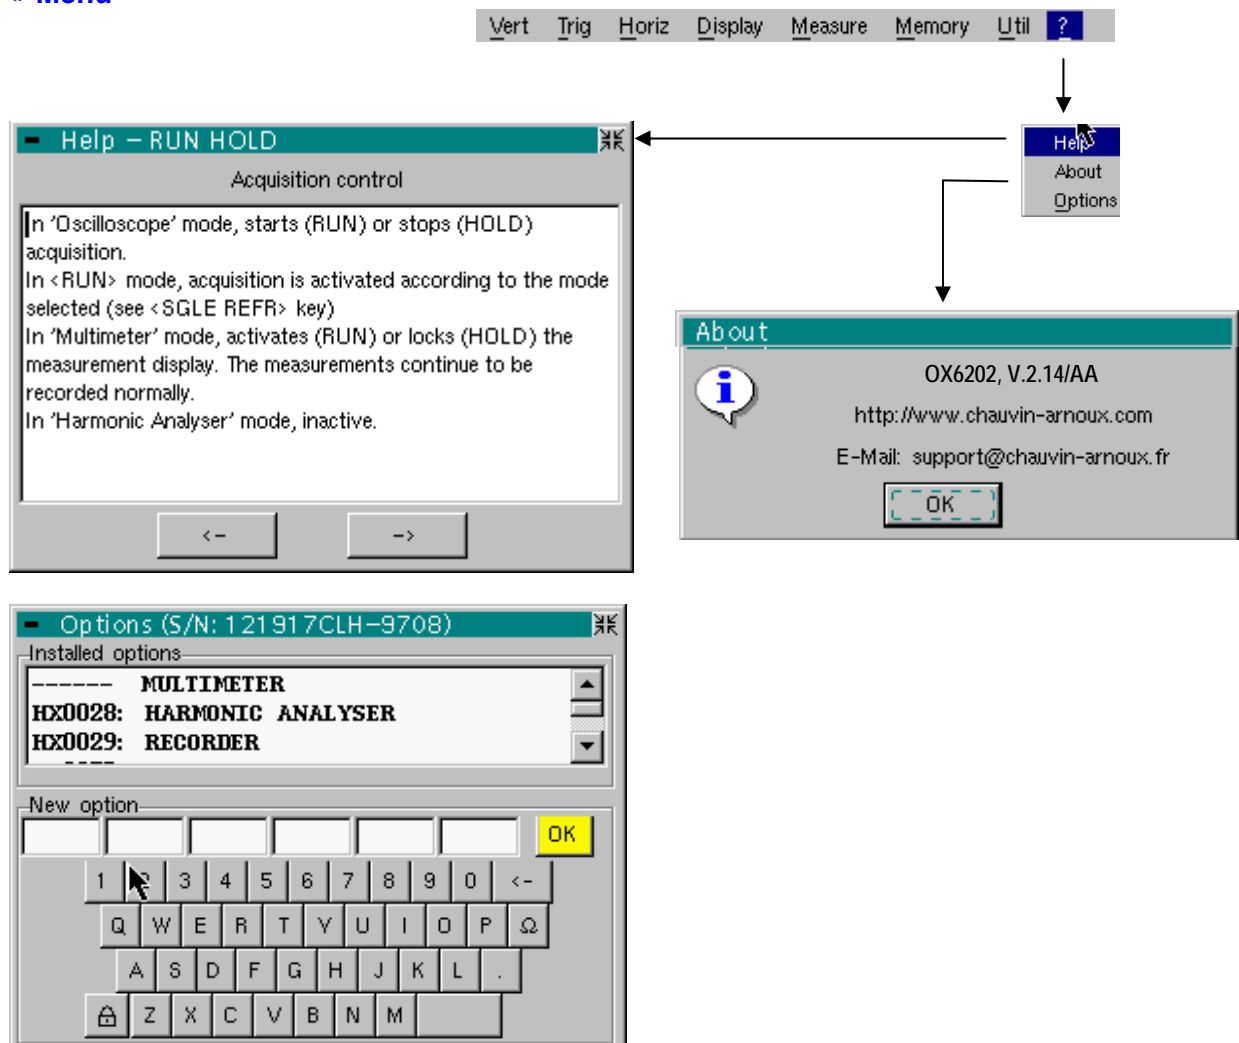 « Menu
Vert Trig Horiz Display Measure Memory Util ?
Help
About
Options
Help – RUN HOLD
Acquisition control
In 'Oscilloscope' mode, starts (RUN) or stops (HOLD)
acquisition.
In <RUN> mode, acquisition is activated according to the mode
selected (see <SGLE REFR> key)
In 'Multimeter' mode, activates (RUN) or locks (HOLD) the
measurement display. The measurements continue to be
recorded normally.
In 'Harmonic Analyser' mode, inactive.
<- ->
About
OX6202, V.2.14/AA
http://www.chauvin-arnoux.com
E-Mail: support@chauvin-arnoux.fr
OK
Options (S/N: 121917CLH-9708)
Installed options
------ MULTIMETER
HX0028: HARMONIC ANALYSER
HX0029: RECORDER
New option
OK
1 2 3 4 5 6 7 8 9 0 <-
Q W E R T Y U I O P Ω
A S D F G H J K L .
Z X C V B N M